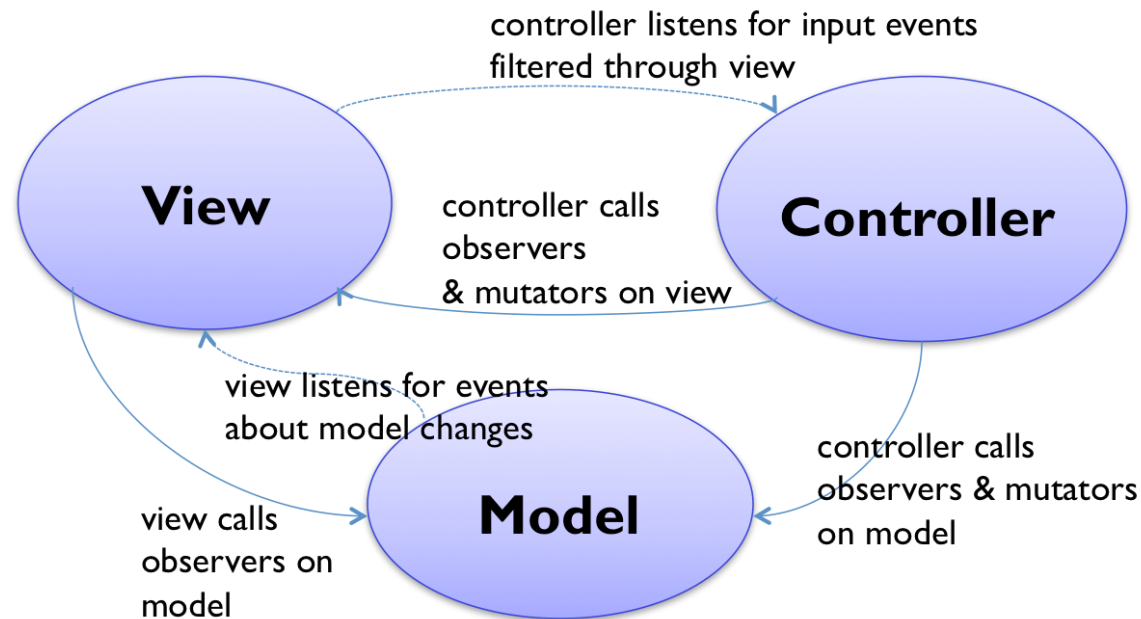 controller listens for input events
filtered through view
View
Controller
controller calls
observers
& mutators on view
view listens for events
about model changes
controller calls
observers & mutators
on model
Model
view calls
observers on
model